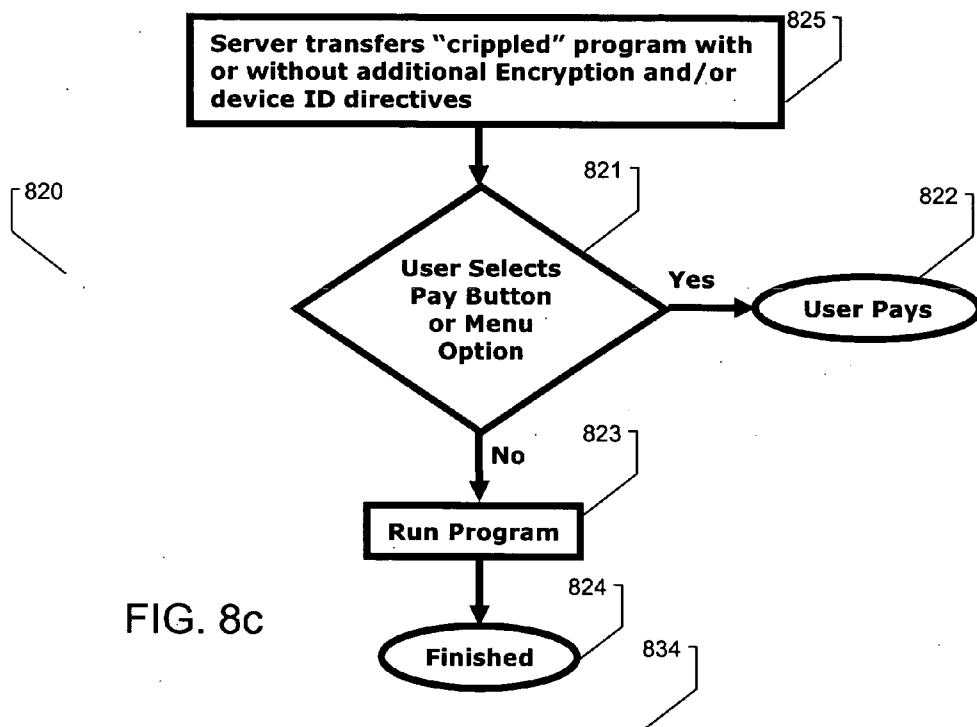 825
Server transfers "crippled" program with
or without additional Encryption and/or
device ID directives
820
821
822
User Selects
Pay Button
or Menu
Option
Yes
User Pays
No
823
Run Program
824
Finished
FIG. 8c
834